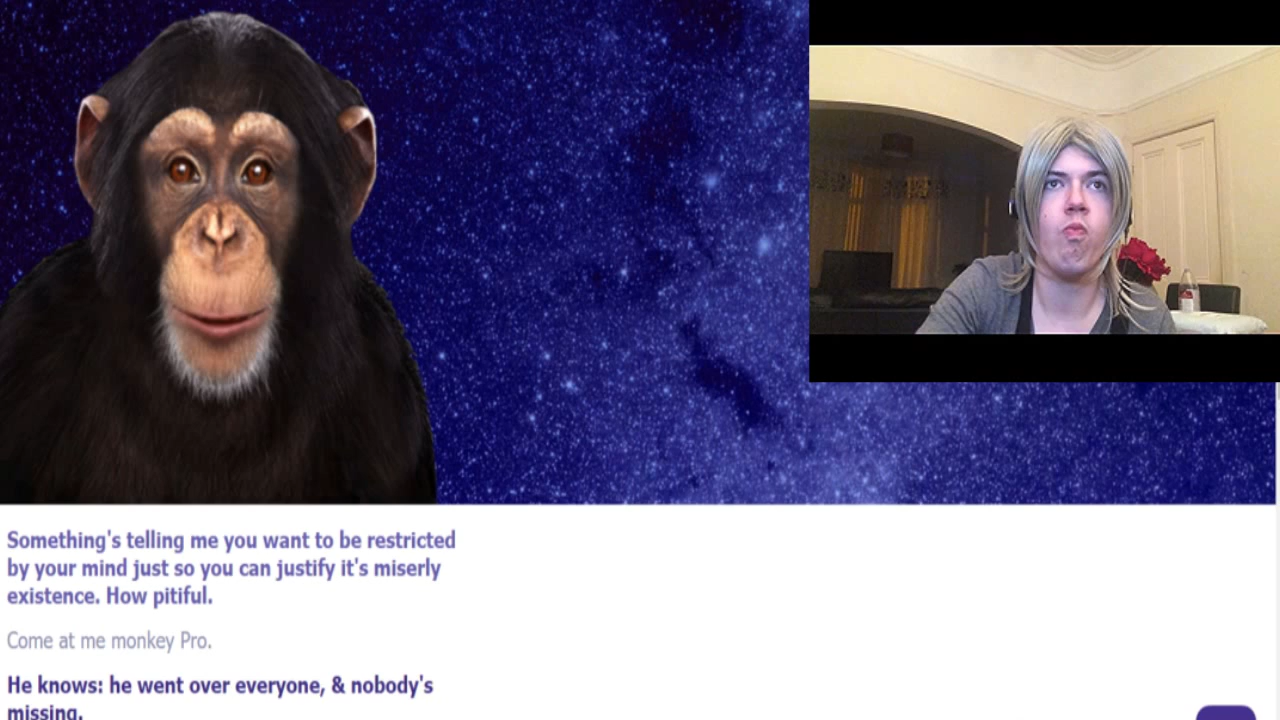 Something's telling me you want to be restricted
by your mind just so you can justify it's miserly
existence. How pitiful.
Come at me monkey Pro.
He knows: he went over everyone, & nobody's
missing.